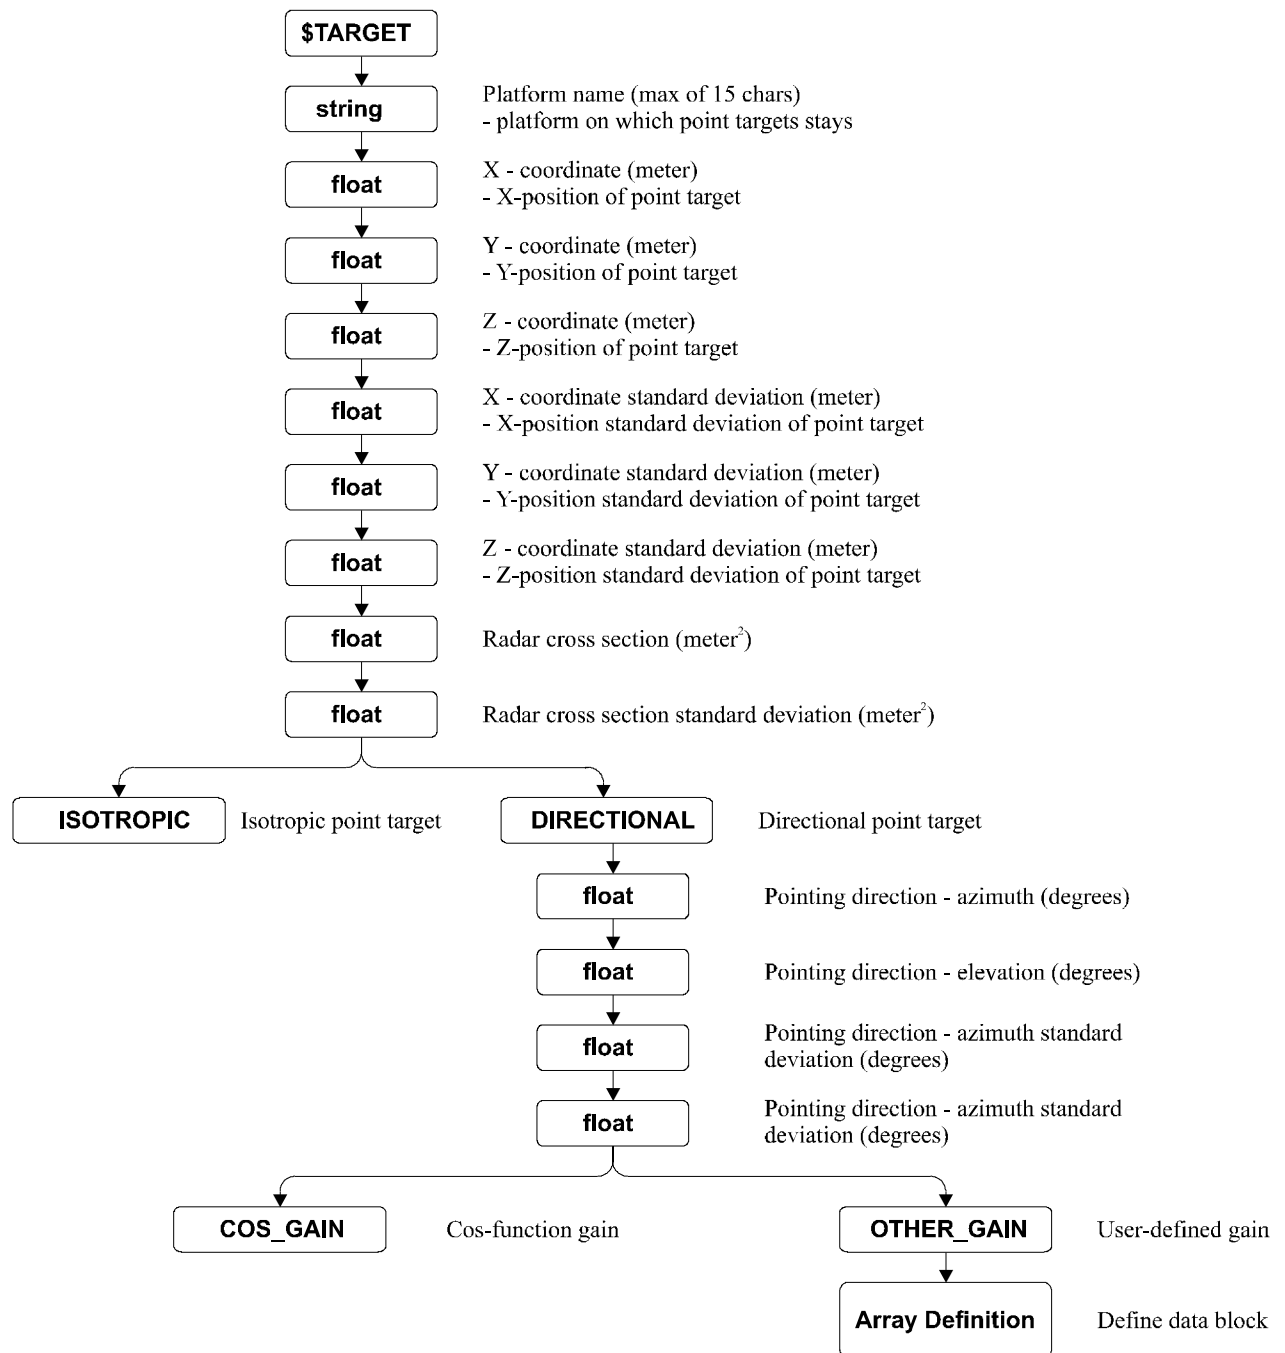 $TARGET
string
Platform name (max of 15 chars)
- platform on which point targets stays
float
X - coordinate (meter)
- X-position of point target
float
Y - coordinate (meter)
- Y-position of point target
float
Z - coordinate (meter)
- Z-position of point target
float
X - coordinate standard deviation (meter)
- X-position standard deviation of point target
float
Y - coordinate standard deviation (meter)
- Y-position standard deviation of point target
float
Z - coordinate standard deviation (meter)
- Z-position standard deviation of point target
float
Radar cross section (meter²)
float
Radar cross section standard deviation (meter²)
ISOTROPIC
Isotropic point target
DIRECTIONAL
Directional point target
float
Pointing direction - azimuth (degrees)
float
Pointing direction - elevation (degrees)
float
Pointing direction - azimuth standard
deviation (degrees)
float
Pointing direction - azimuth standard
deviation (degrees)
COS_GAIN
Cos-function gain
OTHER_GAIN
User-defined gain
Array Definition
Define data block